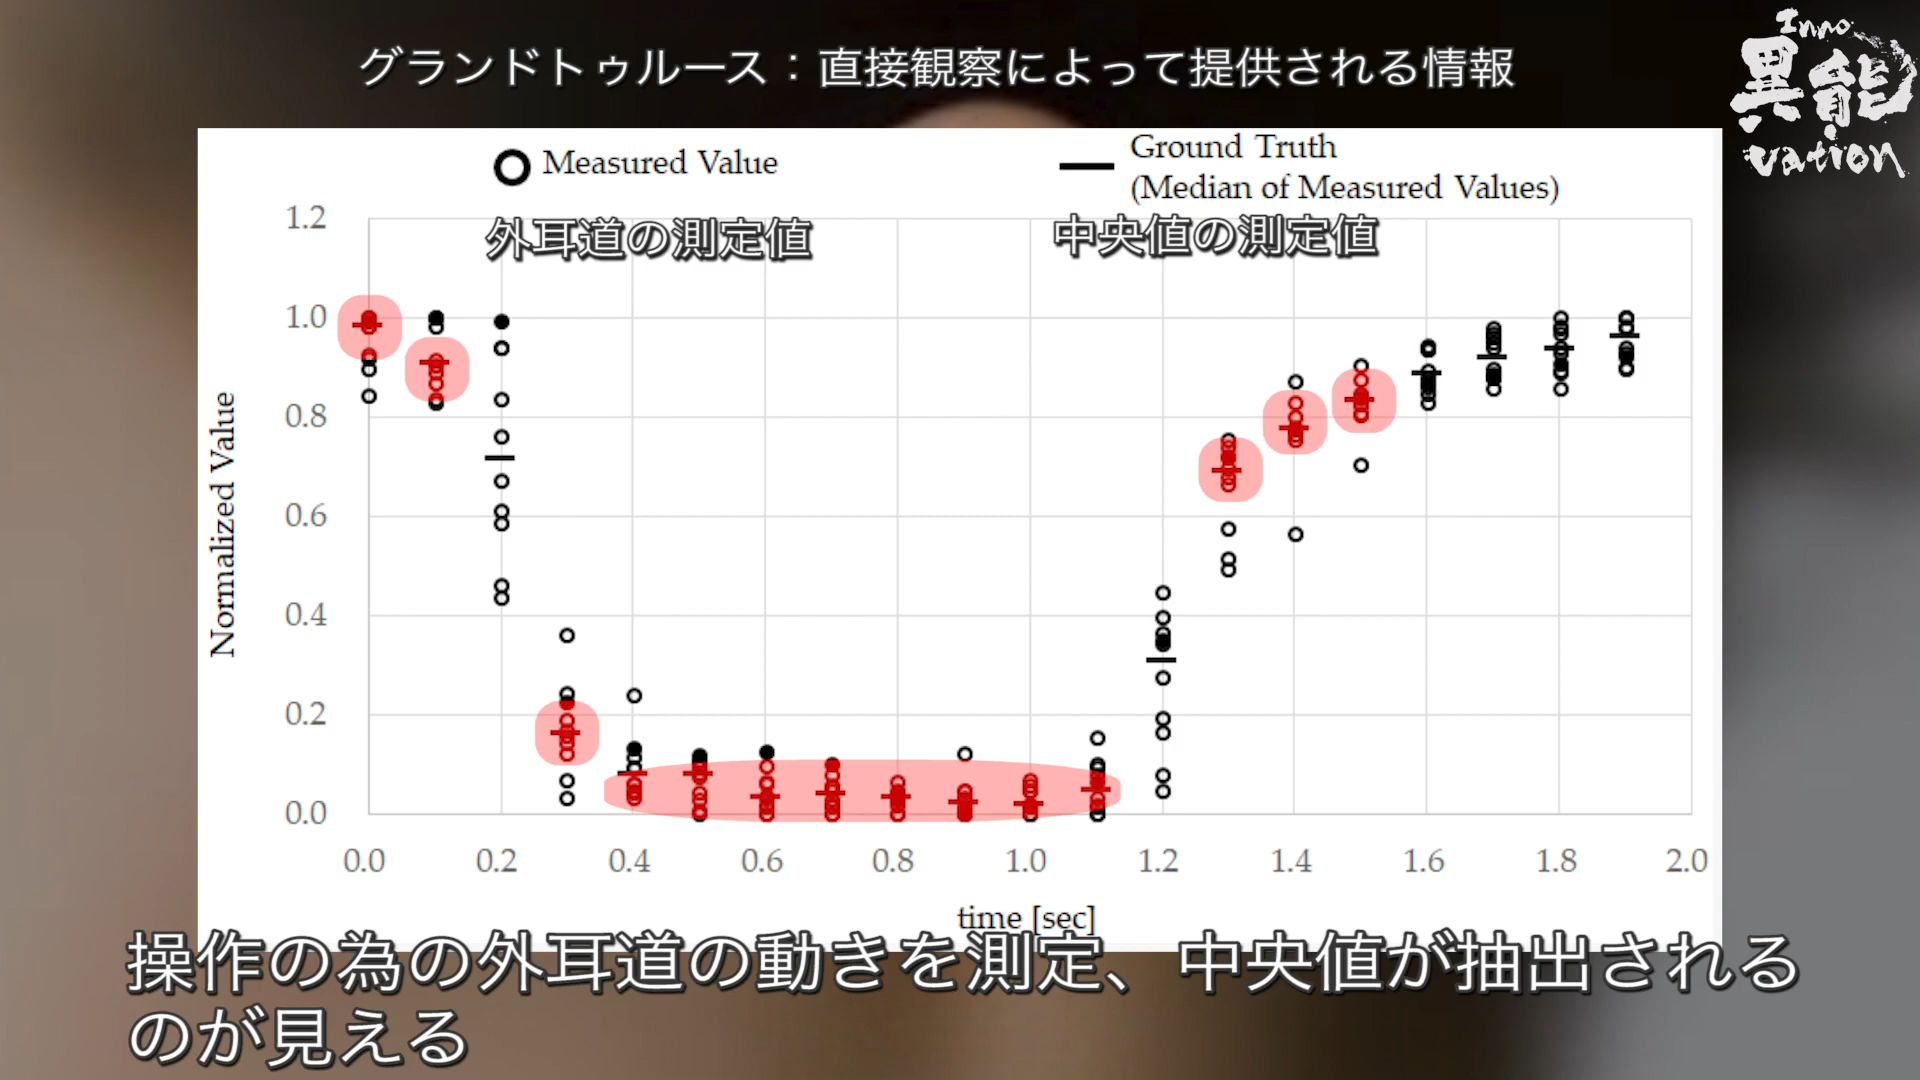 グランドトゥルース：直接観察によって提供される情報
Inno
異能
vation
Measured Value
Ground Truth
(Median of Measured Values)
外耳道の測定値
中央値の測定値
1.2
1.0
0.8
0.6
0.4
0.2
0.0
Normalized Value
0.0 0.2 0.4 0.6 0.8 1.0 1.2 1.4 1.6 1.8 2.0
time [sec]
操作の為の外耳道の動きを測定、中央値が抽出される
のが見える